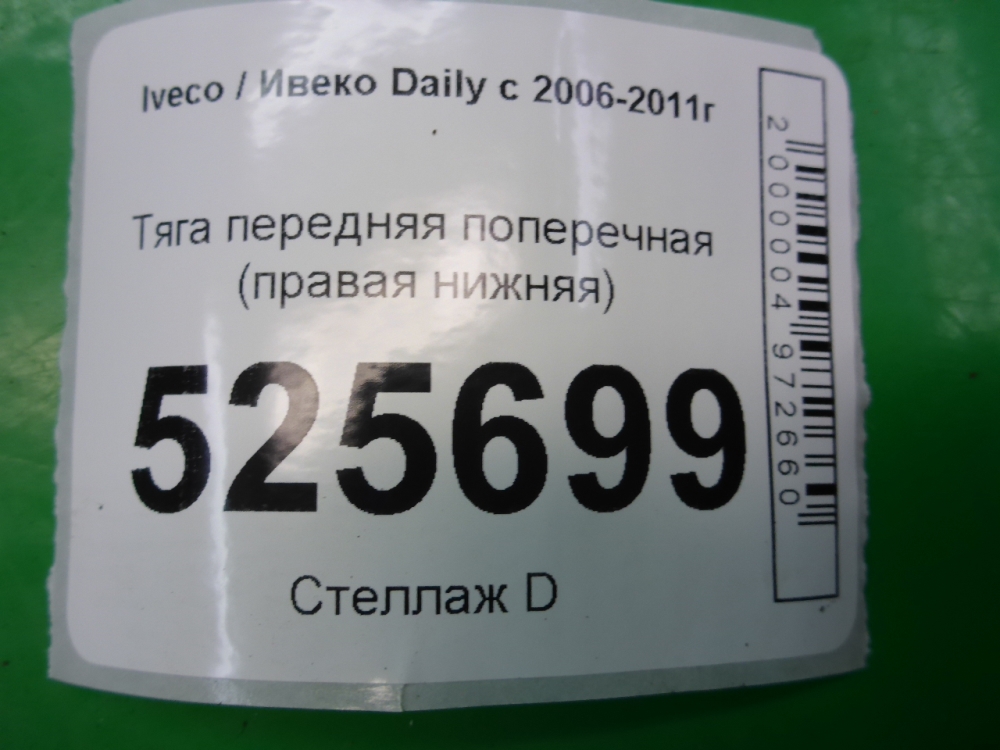 Iveco / Ивеко Daily с 2006-2011г
Тяга передняя поперечная
(правая нижняя)
525699
Стеллаж D
2000004972660